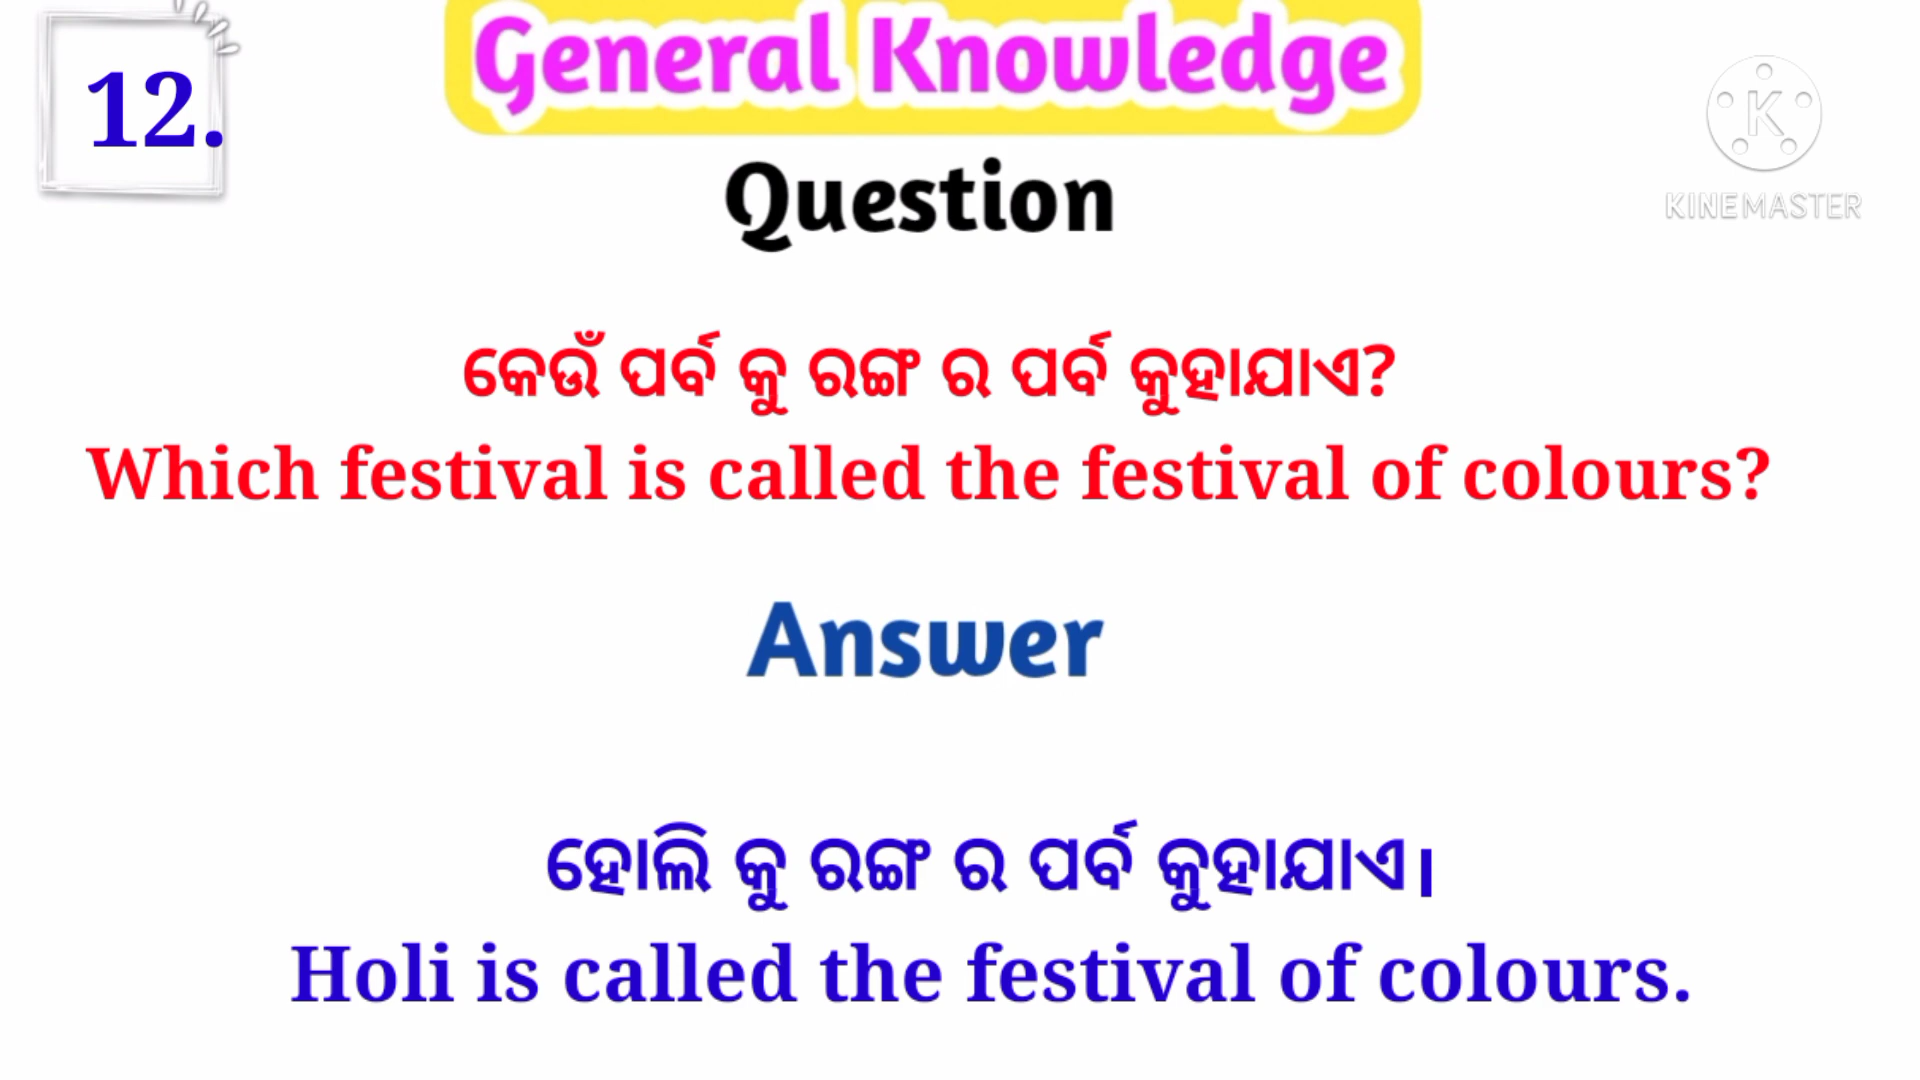 General Knowledge
12.
K
KINEMASTER
Question
କେଉଁ ପର୍ବ କୁ ରଙ୍ଗ ର ପର୍ବ କୁହାଯାଏ?
Which festival is called the festival of colours?
Answer
ହୋଲି କୁ ରଙ୍ଗ ର ପର୍ବ କୁହାଯାଏ।
Holi is called the festival of colours.